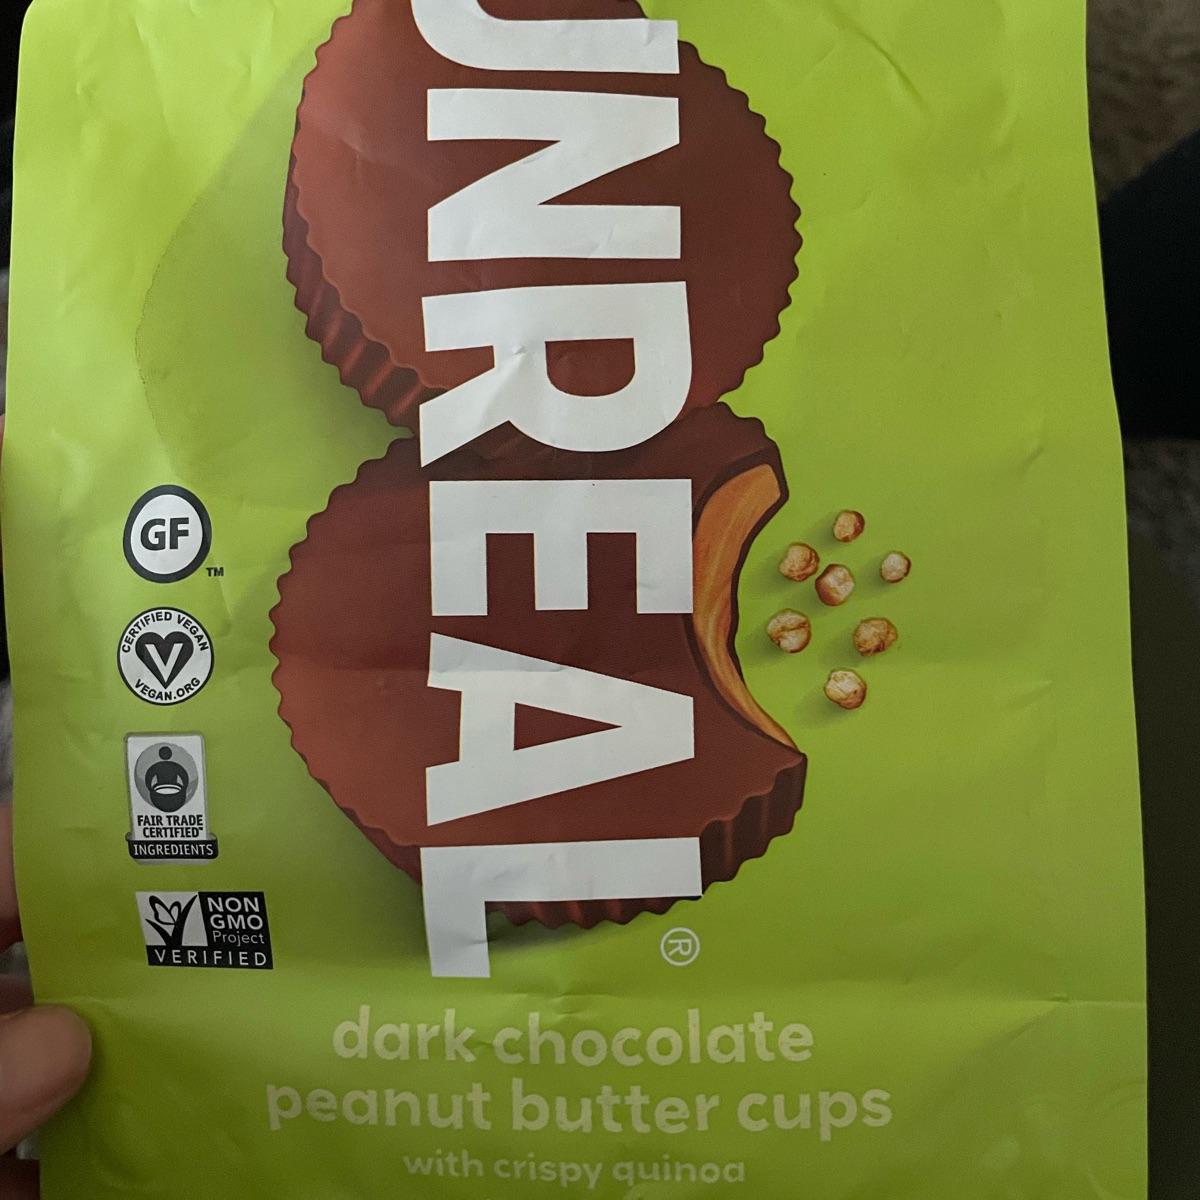 UNREAL
®
GF
TM
CERTIFIED VEGAN
VEGAN.ORG
FAIR TRADE
CERTIFIED™
INGREDIENTS
NON
GMO
Project
VERIFIED
dark chocolate
peanut butter cups
with crispy quinoa